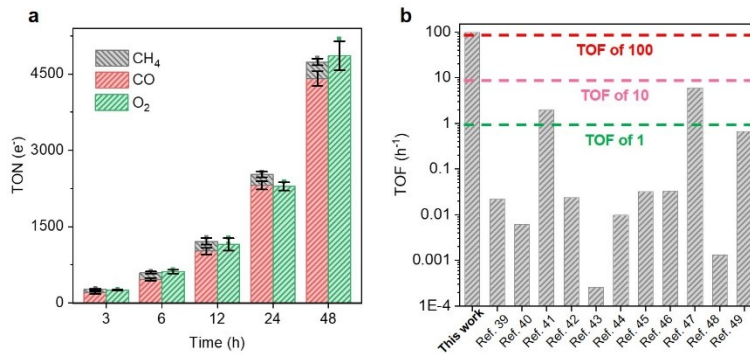 a
TON (e⁻)
4500
3000
1500
0
CH₄
CO
O₂
3 6 12 24 48
Time (h)
b
TOF (h⁻¹)
100
10
1
0.1
0.01
0.001
1E-4
TOF of 100
TOF of 10
TOF of 1
This work
Ref. 39
Ref. 40
Ref. 41
Ref. 42
Ref. 43
Ref. 44
Ref. 45
Ref. 46
Ref. 47
Ref. 48
Ref. 49